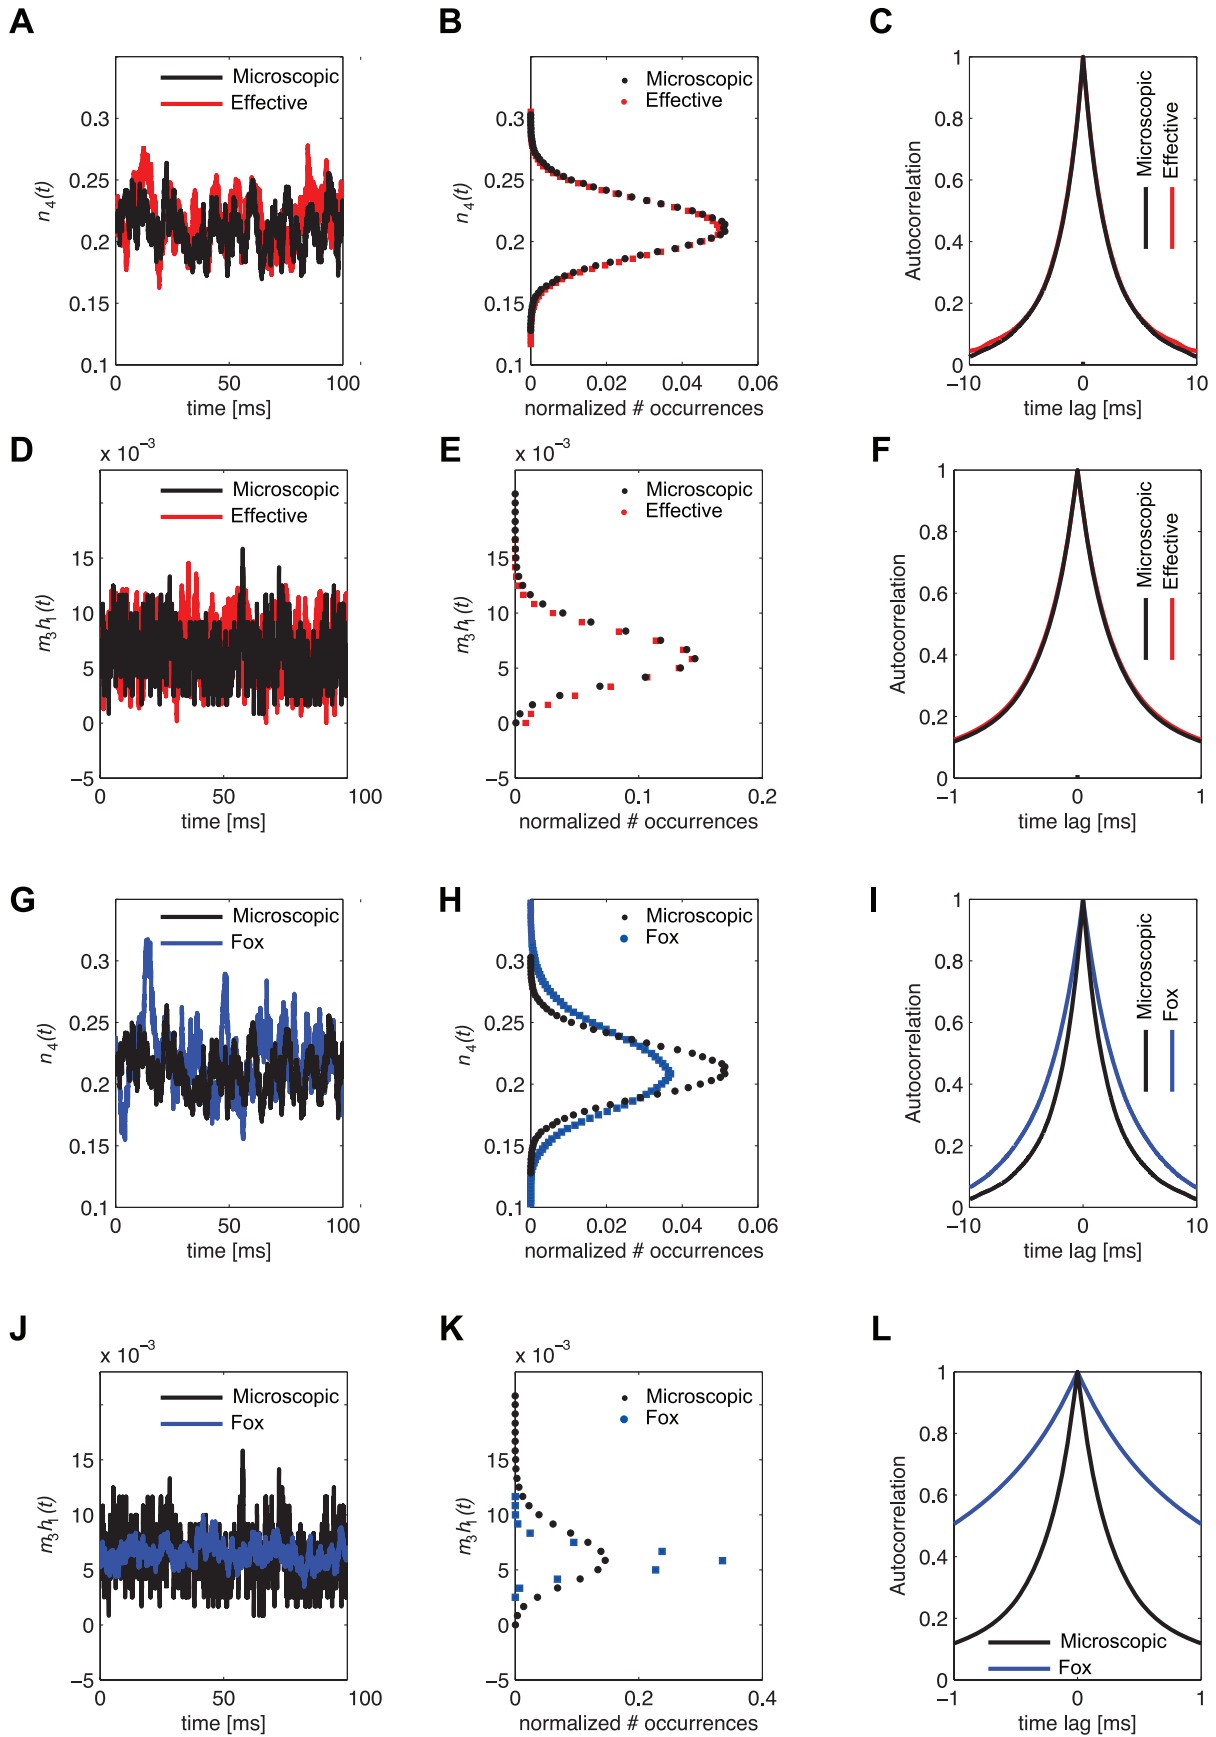 A
Microscopic
Effective
0.3
0.25
0.2
0.15
0.1
n4(t)
0
50
100
time [ms]
B
Microscopic
Effective
0.3
0.25
0.2
0.15
0.1
n4(t)
0
0.02
0.04
0.06
normalized # occurrences
C
1
0.8
0.6
0.4
0.2
0
Autocorrelation
Microscopic
Effective
−10
0
10
time lag [ms]
D
x 10−3
Microscopic
Effective
15
10
5
0
−5
m3h1(t)
0
50
100
time [ms]
E
x 10−3
Microscopic
Effective
15
10
5
0
−5
m3h1(t)
0
0.1
0.2
normalized # occurrences
F
1
0.8
0.6
0.4
0.2
0
Autocorrelation
Microscopic
Effective
−1
0
1
time lag [ms]
G
Microscopic
Fox
0.3
0.25
0.2
0.15
0.1
n4(t)
0
50
100
time [ms]
H
Microscopic
Fox
0.3
0.25
0.2
0.15
0.1
n4(t)
0
0.02
0.04
0.06
normalized # occurrences
I
1
0.8
0.6
0.4
0.2
0
Autocorrelation
Microscopic
Fox
−10
0
10
time lag [ms]
J
x 10−3
Microscopic
Fox
15
10
5
0
−5
m3h1(t)
0
50
100
time [ms]
K
x 10−3
Microscopic
Fox
15
10
5
0
−5
m3h1(t)
0
0.2
0.4
normalized # occurrences
L
1
0.8
0.6
0.4
0.2
0
Autocorrelation
Microscopic
Fox
−1
0
1
time lag [ms]